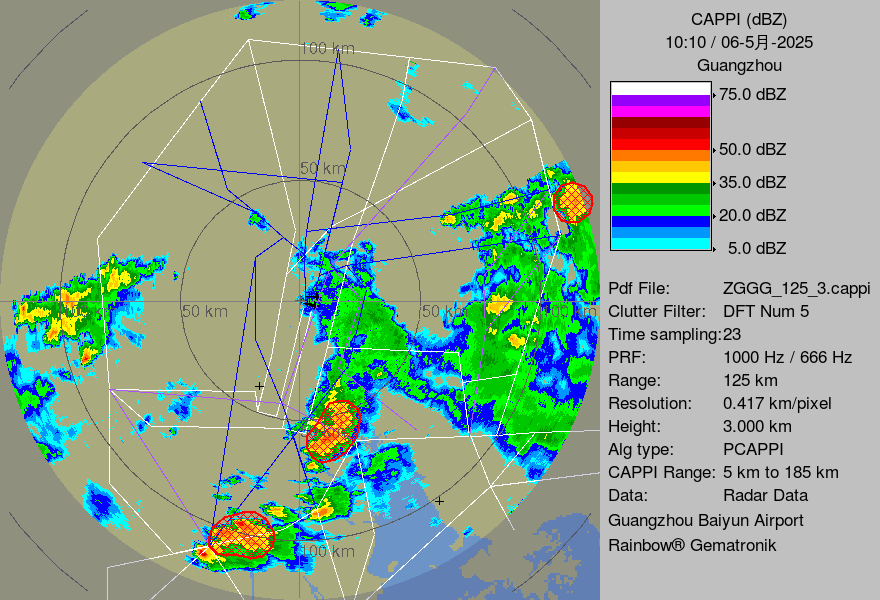 CAPPI (dBZ)
10:10 / 06-5月-2025
Guangzhou
75.0 dBZ
50.0 dBZ
35.0 dBZ
20.0 dBZ
5.0 dBZ
Pdf File: ZGGG_125_3.cappi
Clutter Filter: DFT Num 5
Time sampling:23
PRF: 1000 Hz / 666 Hz
Range: 125 km
Resolution: 0.417 km/pixel
Height: 3.000 km
Alg type: PCAPPI
CAPPI Range: 5 km to 185 km
Data: Radar Data
Guangzhou Baiyun Airport
Rainbow® Gematronik
100 km
50 km
50 km
50 km
100 km
100 km